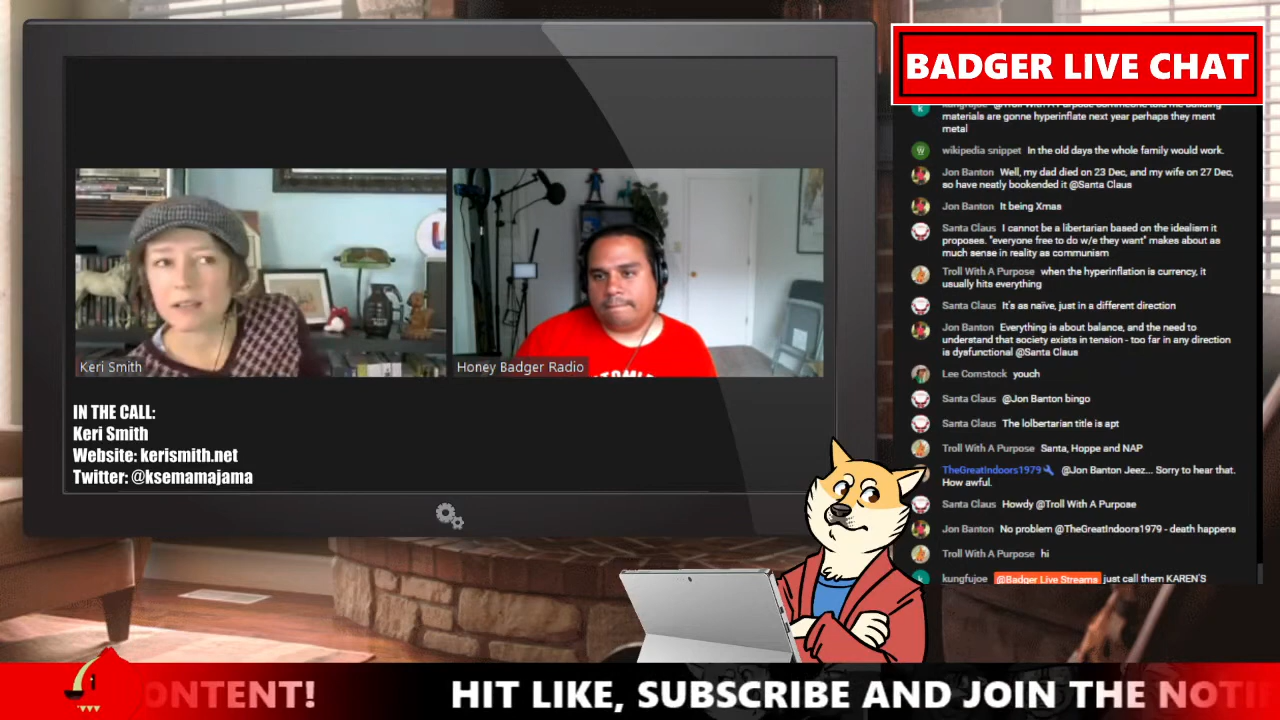 BADGER LIVE CHAT
materials are gonne hyperinflate next year perhaps they ment
metal
wikipedia snippet In the old days the whole family would work.
Jon Banton Well, my dad died on 23 Dec, and my wife on 27 Dec,
so have neatly bookended it @Santa Claus
Jon Banton It being Xmas
Santa Claus I cannot be a libertarian based on the idealism it
proposes. "everyone free to do w/e they want" makes about as
much sense in reality as communism
Troll With A Purpose when the hyperinflation is currency, it
usually hits everything
Santa Claus It's as naïve, just in a different direction
Jon Banton Everything is about balance, and the need to
understand that society exists in tension - too far in any direction
is dysfunctional @Santa Claus
Lee Comstock youch
Santa Claus @Jon Banton bingo
Santa Claus The lolbertarian title is apt
Troll With A Purpose Santa, Hoppe and NAP
TheGreatIndoors1979 @Jon Banton Jeez... Sorry to hear that.
How awful.
Santa Claus Howdy @Troll With A Purpose
Jon Banton No problem @TheGreatIndoors1979 - death happens
Troll With A Purpose hi
kungfujoe @Badger Live Streams just call them KAREN'S
Keri Smith
Honey Badger Radio
IN THE CALL:
Keri Smith
Website: kerismith.net
Twitter: @ksemamajama
ONTENT! HIT LIKE, SUBSCRIBE AND JOIN THE NOTI